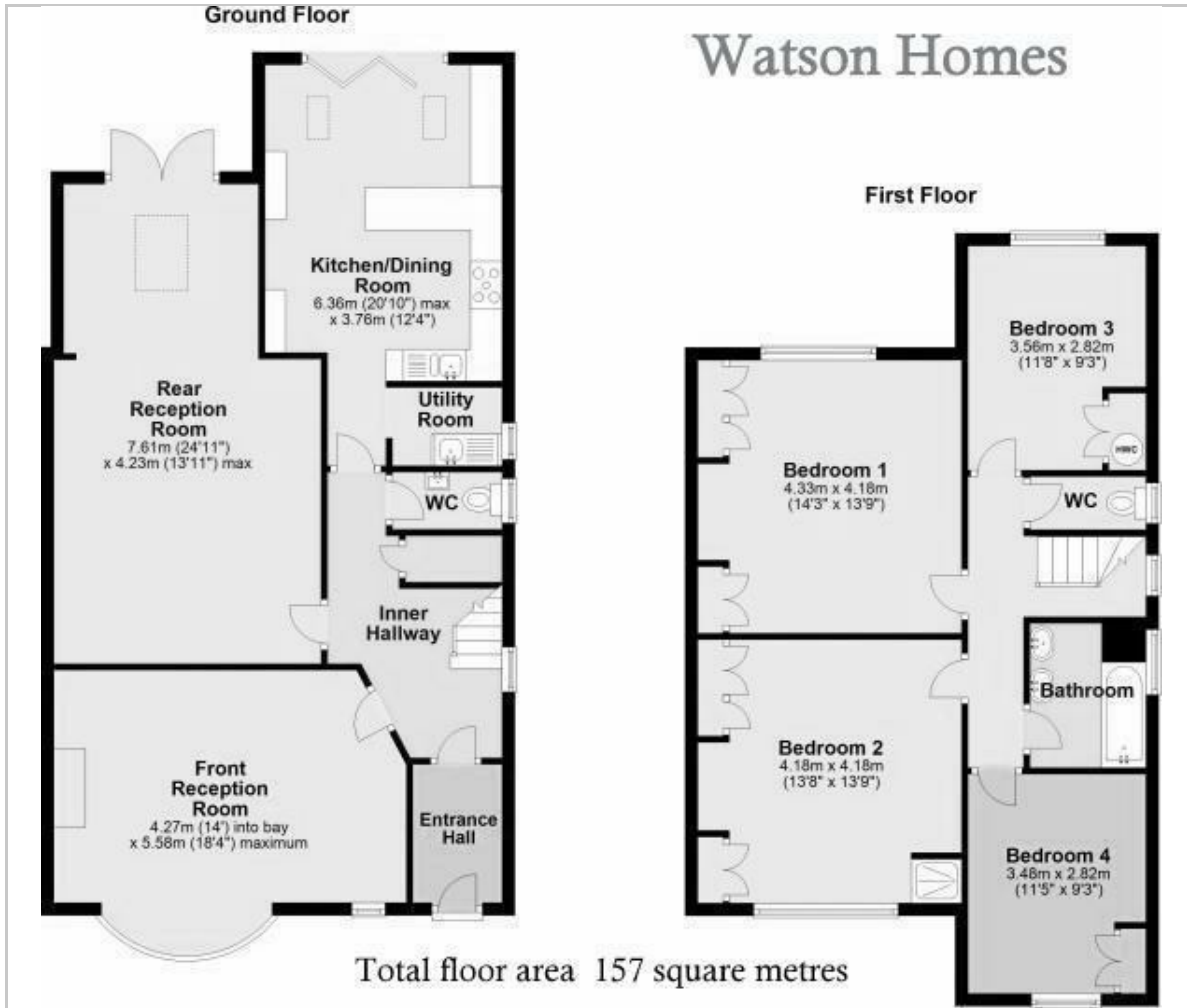 Ground Floor
Watson Homes
Kitchen/Dining
Room
6.36m (20'10") max
x 3.76m (12'4")
Rear
Reception
Room
7.61m (24'11")
x 4.23m (13'11") max
Utility
Room
WC
Inner
Hallway
Front
Reception
Room
4.27m (14') into bay
x 5.58m (18'4") maximum
Entrance
Hall
First Floor
Bedroom 3
3.56m x 2.82m
(11'8" x 9'3")
HWC
Bedroom 1
4.33m x 4.18m
(14'3" x 13'9")
WC
Bathroom
Bedroom 2
4.18m x 4.18m
(13'8" x 13'9")
Bedroom 4
3.48m x 2.82m
(11'5" x 9'3")
Total floor area 157 square metres